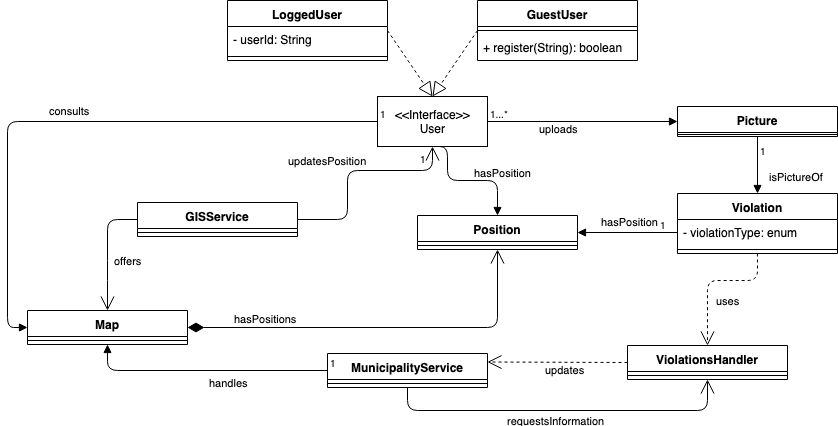 LoggedUser
- userId: String
GuestUser
+ register(String): boolean
consults
1
<<Interface>>
User
1...*
uploads
Picture
1
isPictureOf
updatesPosition
1
hasPosition
GISService
Position
hasPosition
1
Violation
- violationType: enum
offers
uses
Map
hasPositions
handles
1
MunicipalityService
updates
ViolationsHandler
requestsInformation